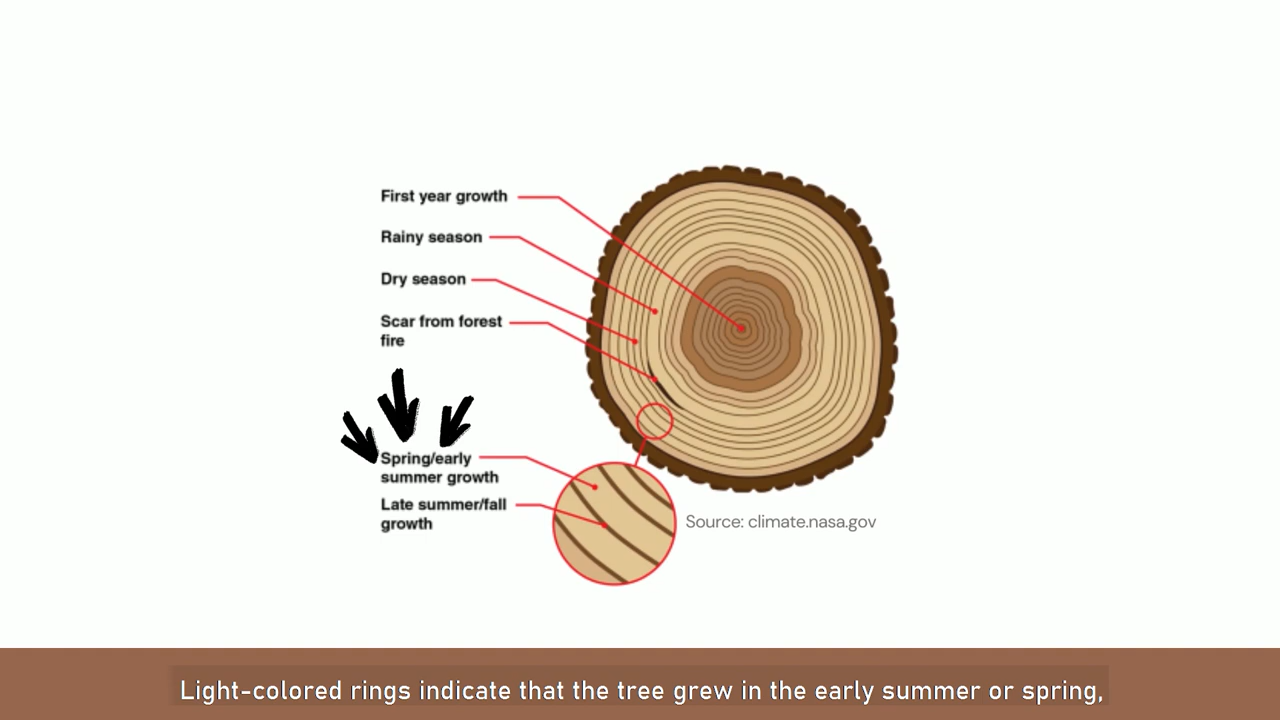 First year growth
Rainy season
Dry season
Scar from forest
fire
Spring/early
summer growth
Late summer/fall
growth
Source: climate.nasa.gov
Light-colored rings indicate that the tree grew in the early summer or spring,